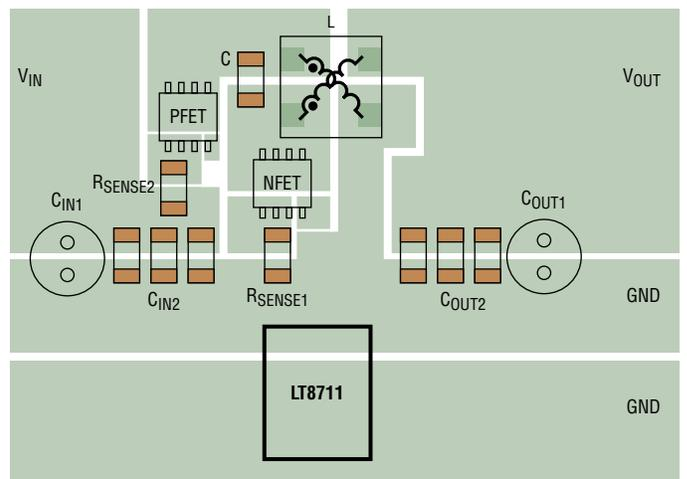 L
C
VIN
VOUT
PFET
RSENSE2
NFET
CIN1
COUT1
CIN2
RSENSE1
COUT2
GND
LT8711
GND